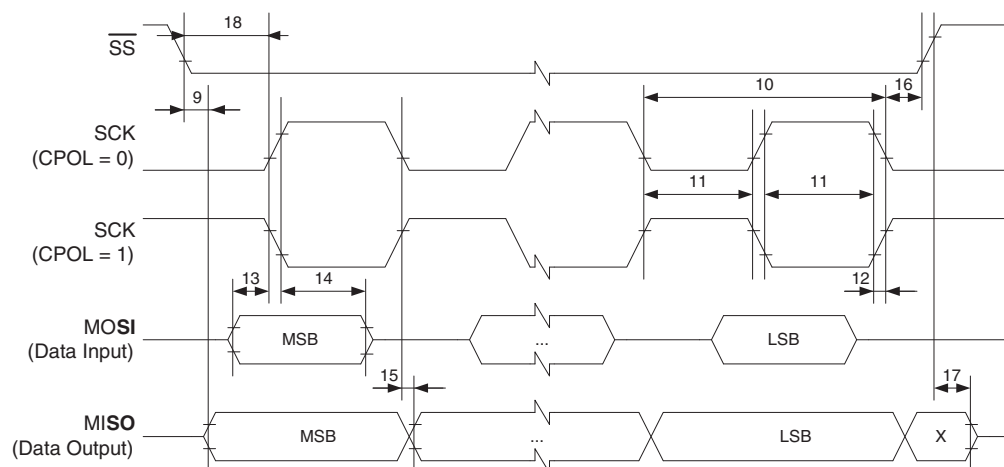 18
SS
10
9
16
SCK
(CPOL = 0)
11
11
SCK
(CPOL = 1)
13
14
12
MOSI
(Data Input)
MSB
...
LSB
15
17
MISO
(Data Output)
MSB
...
LSB
X